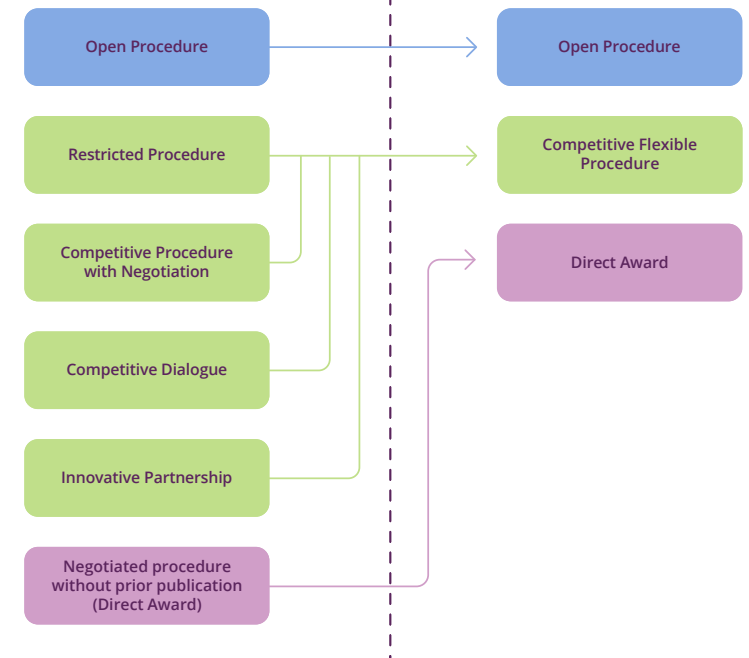 Open Procedure
Open Procedure
Restricted Procedure
Competitive Flexible
Procedure
Competitive Procedure
with Negotiation
Direct Award
Competitive Dialogue
Innovative Partnership
Negotiated procedure
without prior publication
(Direct Award)